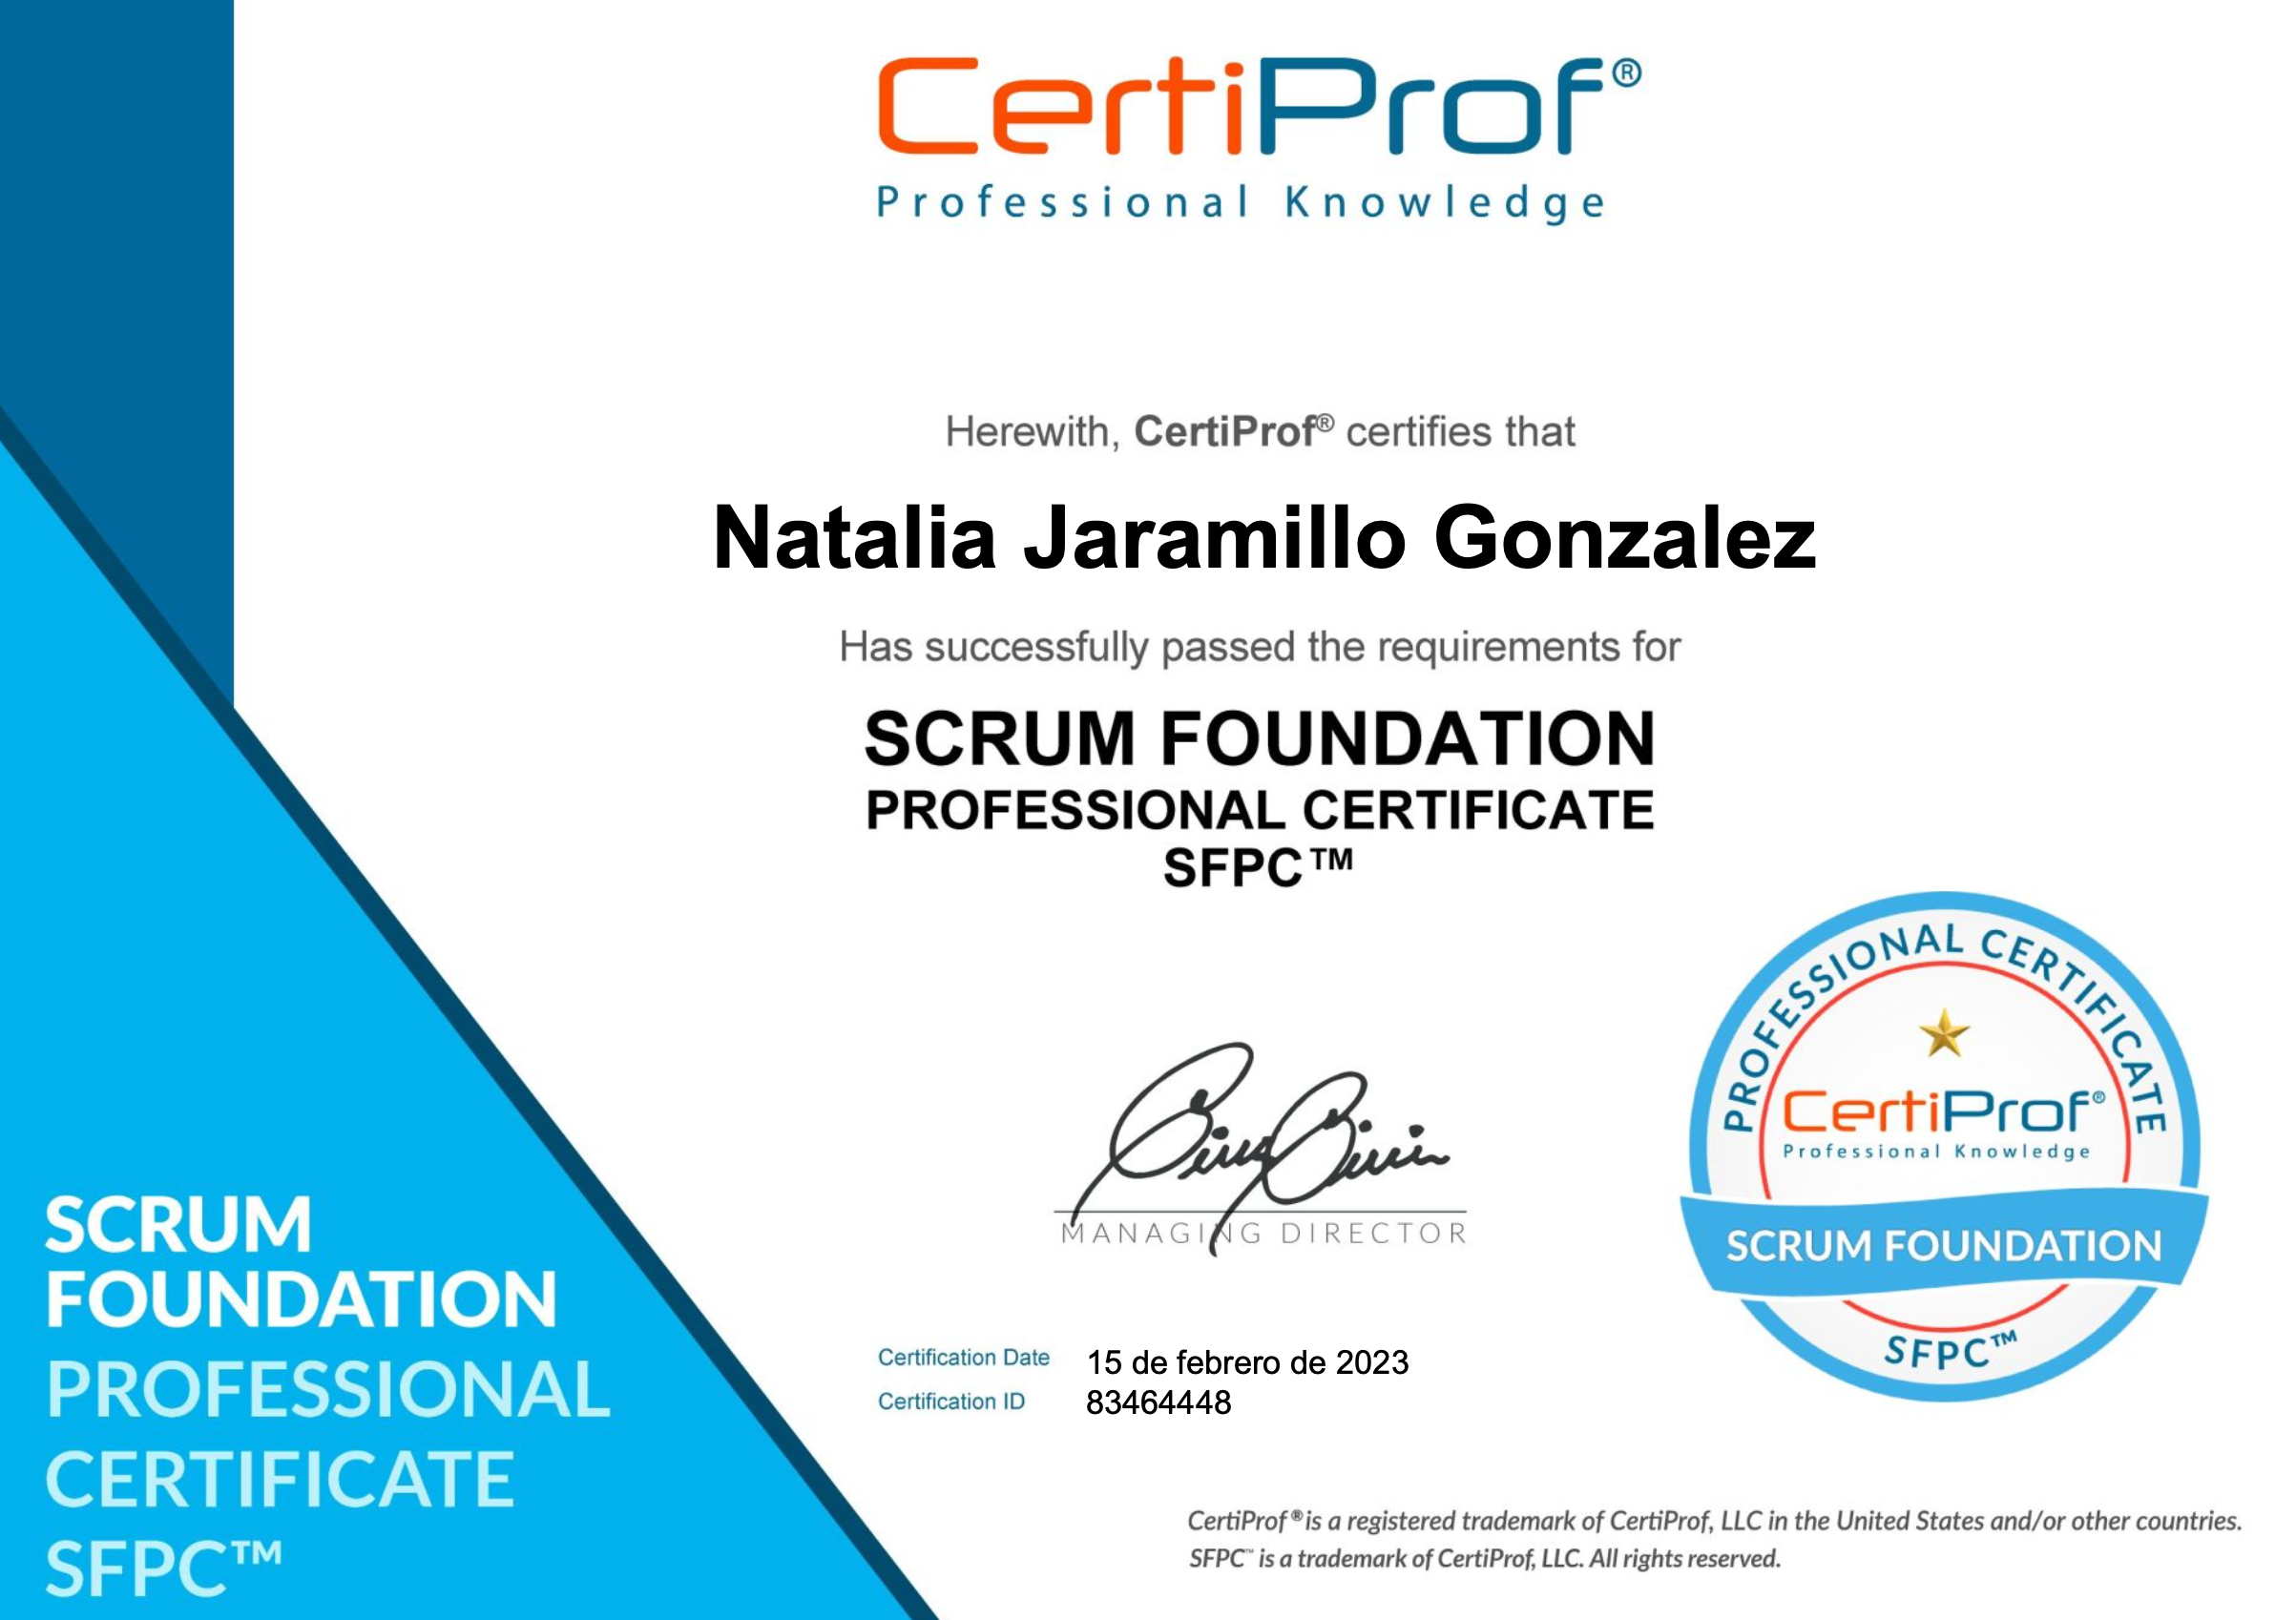 CertiProf®
Professional Knowledge
Herewith, CertiProf® certifies that
Natalia Jaramillo Gonzalez
Has successfully passed the requirements for
SCRUM FOUNDATION
PROFESSIONAL CERTIFICATE
SFPC™
MANAGING DIRECTOR
Certification Date 15 de febrero de 2023
Certification ID 83464448
PROFESSIONAL CERTIFICATE
CertiProf®
Professional Knowledge
SCRUM FOUNDATION
SFPC™
SCRUM
FOUNDATION
PROFESSIONAL
CERTIFICATE
SFPC™
CertiProf® is a registered trademark of CertiProf, LLC in the United States and/or other countries.
SFPC™ is a trademark of CertiProf, LLC. All rights reserved.